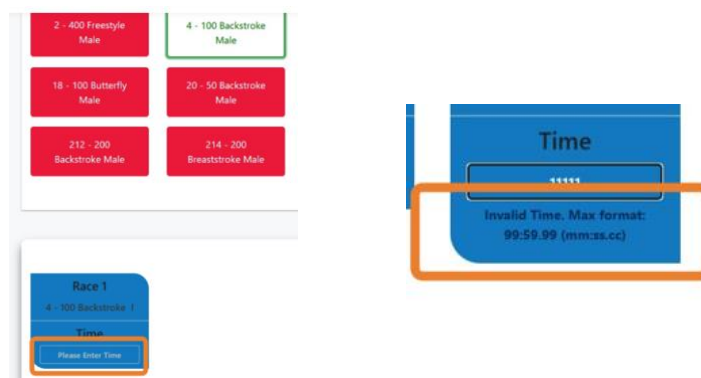 2 - 400 Freestyle
Male
4 - 100 Backstroke
Male
18 - 100 Butterfly
Male
20 - 50 Backstroke
Male
212 - 200
Backstroke Male
214 - 200
Breaststroke Male
Race 1
4 - 100 Backstroke
Time
Please Enter Time
Time
11111
Invalid Time. Max format:
99:59.99 (mm:ss.cc)